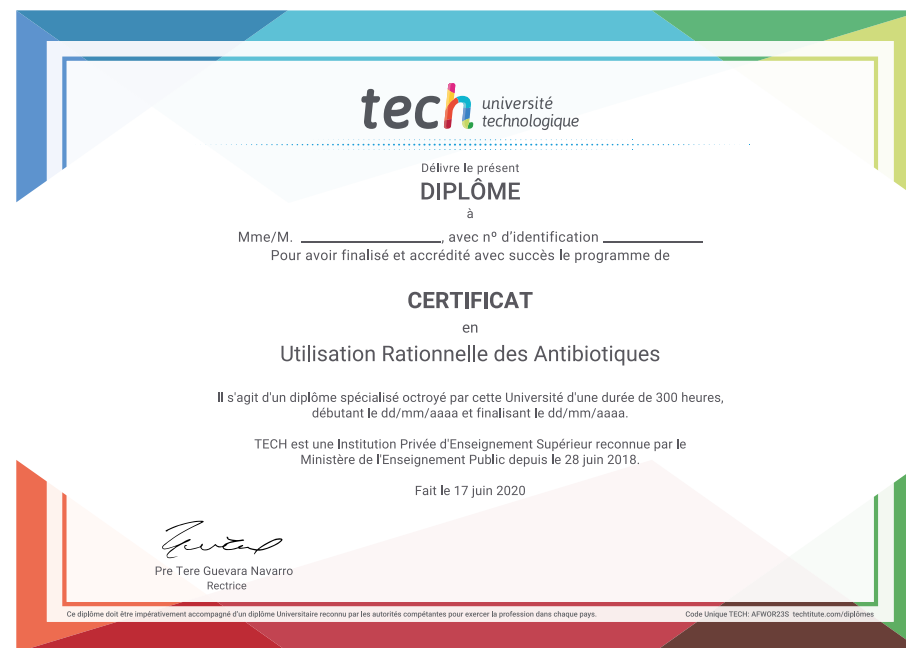 tech université
technologique
Délivre le présent
DIPLÔME
à
Mme/M. ____________________, avec nº d'identification ______________
Pour avoir finalisé et accrédité avec succès le programme de
CERTIFICAT
en
Utilisation Rationnelle des Antibiotiques
Il s'agit d'un diplôme spécialisé octroyé par cette Université d'une durée de 300 heures,
débutant le dd/mm/aaaa et finalisant le dd/mm/aaaa.
TECH est une Institution Privée d'Enseignement Supérieur reconnue par le
Ministère de l'Enseignement Public depuis le 28 juin 2018.
Fait le 17 juin 2020
Pre Tere Guevara Navarro
Rectrice
Ce diplôme doit être impérativement accompagné d'un diplôme Universitaire reconnu par les autorités compétantes pour exercer la profession dans chaque pays.
Code Unique TECH: AFWOR23S techtitute.com/diplômes